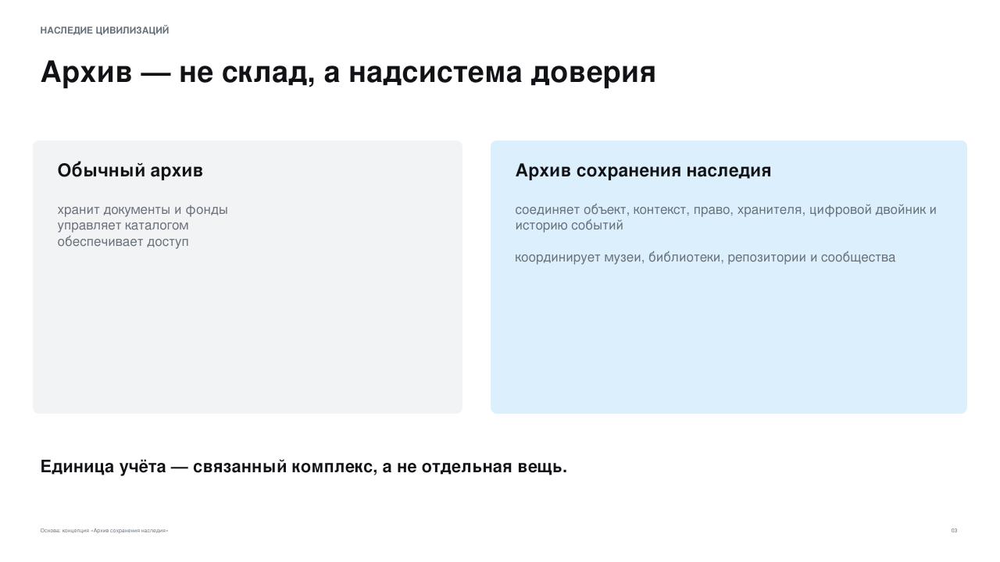 НАСЛЕДИЕ ЦИВИЛИЗАЦИЙ
Архив — не склад, а надсистема доверия
Обычный архив
хранит документы и фонды
управляет каталогом
обеспечивает доступ
Архив сохранения наследия
соединяет объект, контекст, право, хранителя, цифровой двойник и
историю событий
координирует музеи, библиотеки, репозитории и сообщества
Единица учёта — связанный комплекс, а не отдельная вещь.
Основа: концепция «Архив сохранения наследия»
03